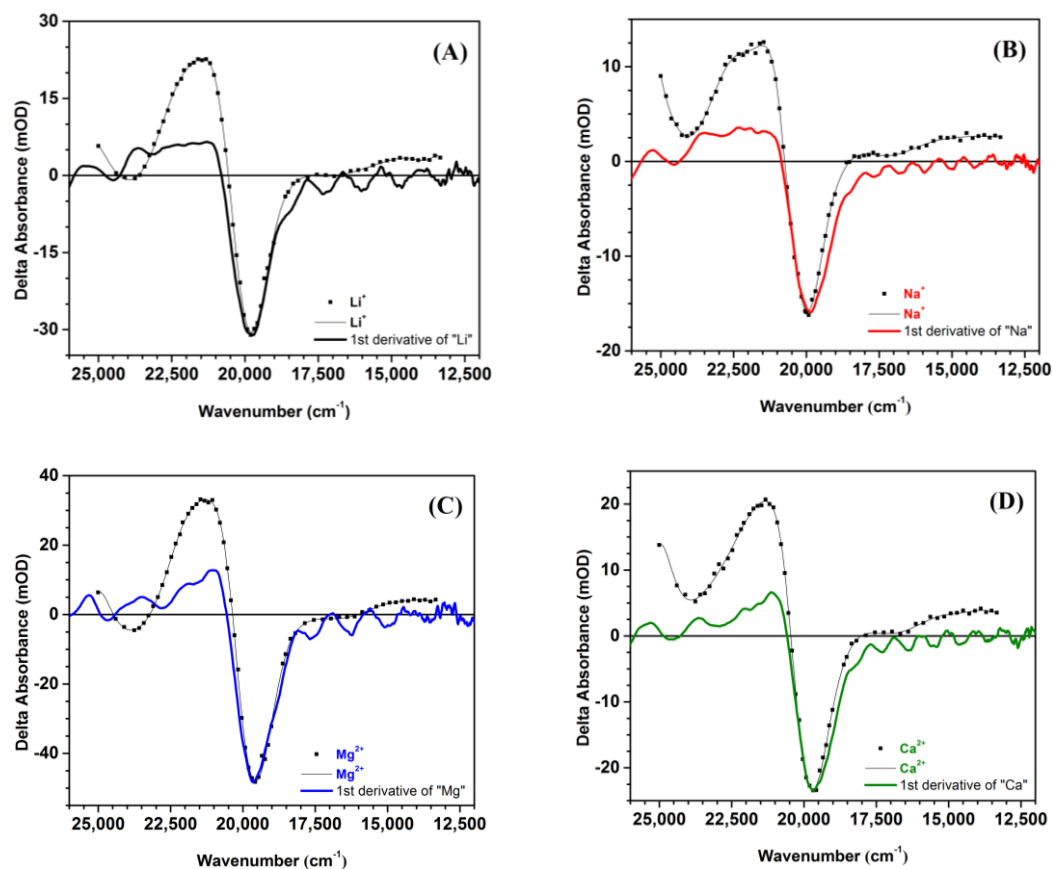 (A)
Delta Absorbance (mOD)
30
15
0
-15
-30
Li⁺
Li⁺
1st derivative of "Li"
25,000 22,500 20,000 17,500 15,000 12,500
Wavenumber (cm⁻¹)
(B)
Delta Absorbance (mOD)
10
0
-10
-20
Na⁺
Na⁺
1st derivative of "Na"
25,000 22,500 20,000 17,500 15,000 12,500
Wavenumber (cm⁻¹)
(C)
Delta Absorbance (mOD)
40
20
0
-20
-40
Mg²⁺
Mg²⁺
1st derivative of "Mg"
25,000 22,500 20,000 17,500 15,000 12,500
Wavenumber (cm⁻¹)
(D)
Delta Absorbance (mOD)
20
10
0
-10
-20
Ca²⁺
Ca²⁺
1st derivative of "Ca"
25,000 22,500 20,000 17,500 15,000 12,500
Wavenumber (cm⁻¹)